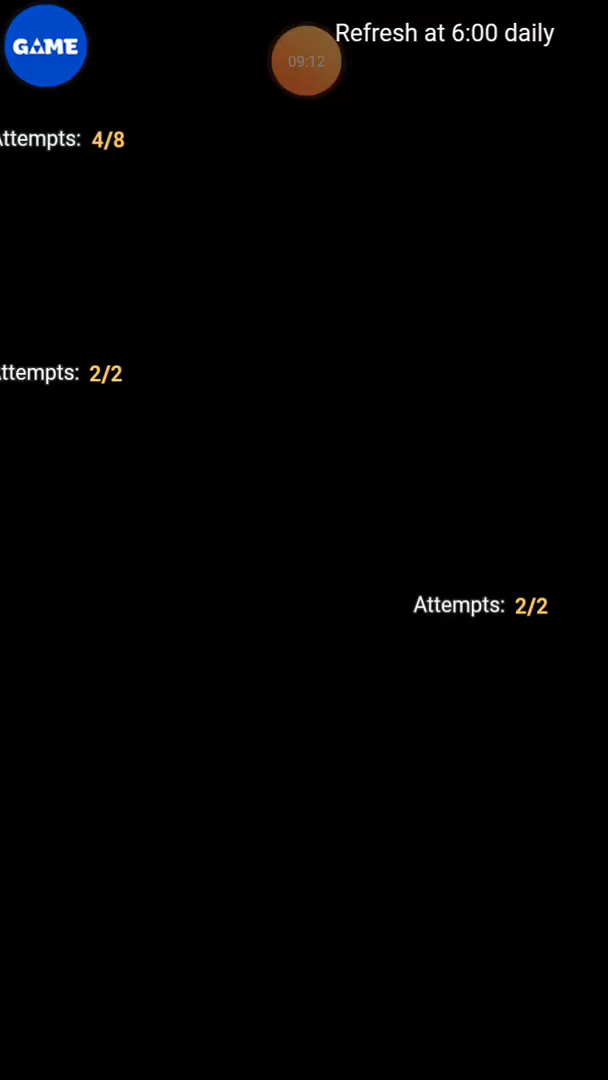 GAME
Refresh at 6:00 daily
09:12
ttempts: 4/8
ttempts: 2/2
Attempts: 2/2